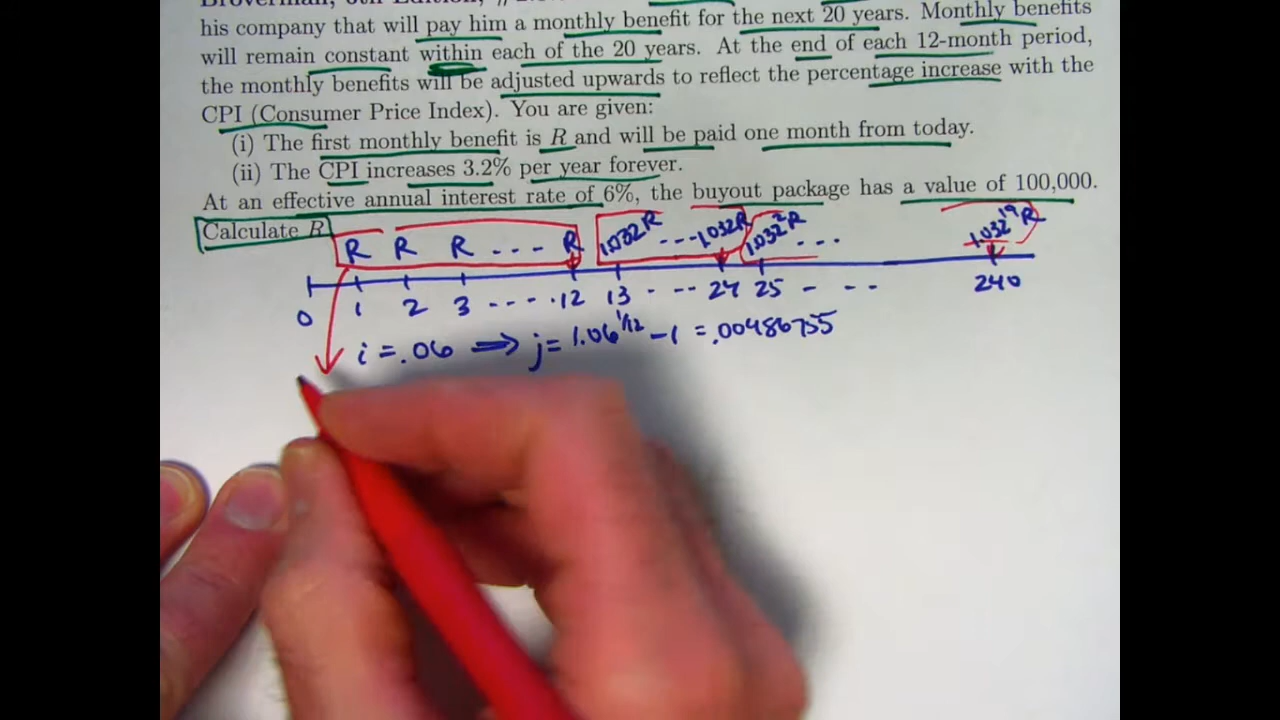 his company that will pay him a monthly benefit for the next 20 years. Monthly benefits
will remain constant within each of the 20 years. At the end of each 12-month period,
the monthly benefits will be adjusted upwards to reflect the percentage increase with the
CPI (Consumer Price Index). You are given:
(i) The first monthly benefit is R and will be paid one month from today.
(ii) The CPI increases 3.2% per year forever.
At an effective annual interest rate of 6%, the buyout package has a value of 100,000.
Calculate R.
R R R .... R 1.032R ... 1.032R 1.032²R ... 1.032¹⁹R
0 1 2 3 ..... 12 13 . .. 24 25 - - - 240
i = .06 ⟹ j = 1.06^1/12 - 1 = .00486755